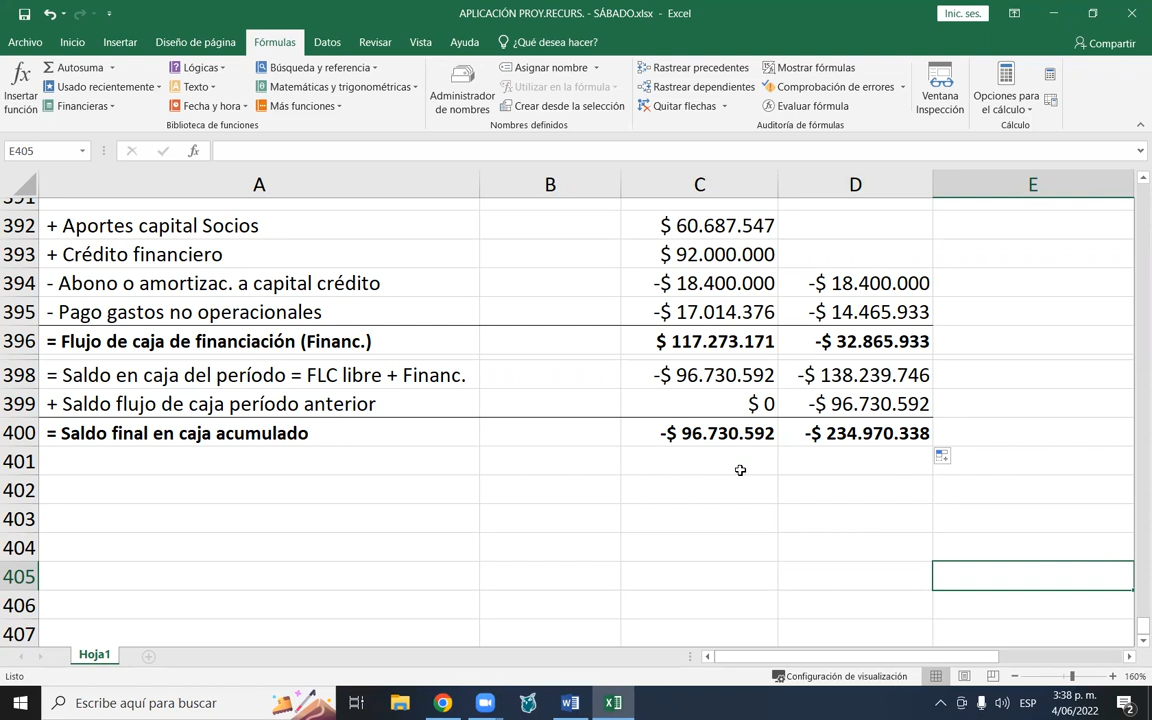 APLICACIÓN PROY.RECURS. - SÁBADO.xlsx - Excel
Inic. ses.
Archivo Inicio Insertar Diseño de página Fórmulas Datos Revisar Vista Ayuda ¿Qué desea hacer? Compartir
Insertar función
Autosuma
Usado recientemente
Financieras
Lógicas
Texto
Fecha y hora
Búsqueda y referencia
Matemáticas y trigonométricas
Más funciones
Biblioteca de funciones
Administrador de nombres
Asignar nombre
Utilizar en la fórmula
Crear desde la selección
Nombres definidos
Rastrear precedentes
Rastrear dependientes
Quitar flechas
Mostrar fórmulas
Comprobación de errores
Evaluar fórmula
Auditoría de fórmulas
Ventana Inspección
Opciones para el cálculo
Cálculo
E405 fx
A B C D E
391
392 + Aportes capital Socios $ 60.687.547
393 + Crédito financiero $ 92.000.000
394 - Abono o amortizac. a capital crédito -$ 18.400.000 -$ 18.400.000
395 - Pago gastos no operacionales -$ 17.014.376 -$ 14.465.933
396 = Flujo de caja de financiación (Financ.) $ 117.273.171 -$ 32.865.933
398 = Saldo en caja del período = FLC libre + Financ. -$ 96.730.592 -$ 138.239.746
399 + Saldo flujo de caja período anterior $ 0 -$ 96.730.592
400 = Saldo final en caja acumulado -$ 96.730.592 -$ 234.970.338
401
402
403
404
405
406
407
Hoja1
Listo Configuración de visualización 160%
Escribe aquí para buscar ESP 3:38 p. m.
4/06/2022 2